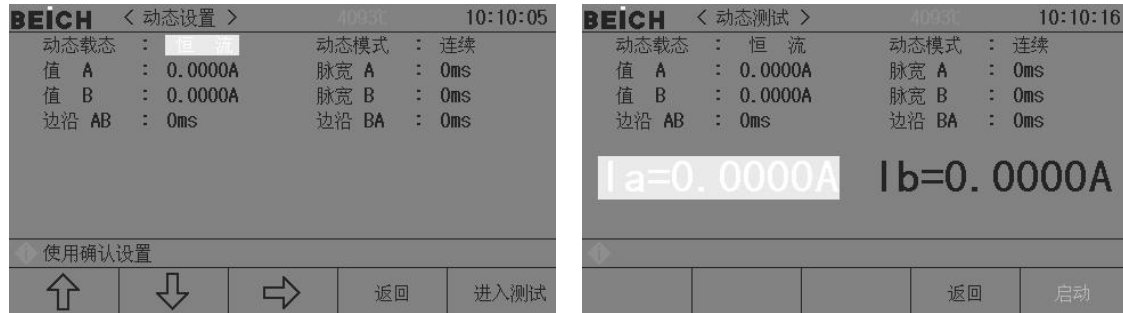 BEICH < 动态设置 > 4093℃ 10:10:05
动态载态 : 恒 流 动态模式 : 连续
值 A : 0.0000A 脉宽 A : 0ms
值 B : 0.0000A 脉宽 B : 0ms
边沿 AB : 0ms 边沿 BA : 0ms
使用确认设置
返回 进入测试
BEICH < 动态测试 > 4093℃ 10:10:16
动态载态 : 恒 流 动态模式 : 连续
值 A : 0.0000A 脉宽 A : 0ms
值 B : 0.0000A 脉宽 B : 0ms
边沿 AB : 0ms 边沿 BA : 0ms
Ia=0.0000A Ib=0.0000A
返回 启动